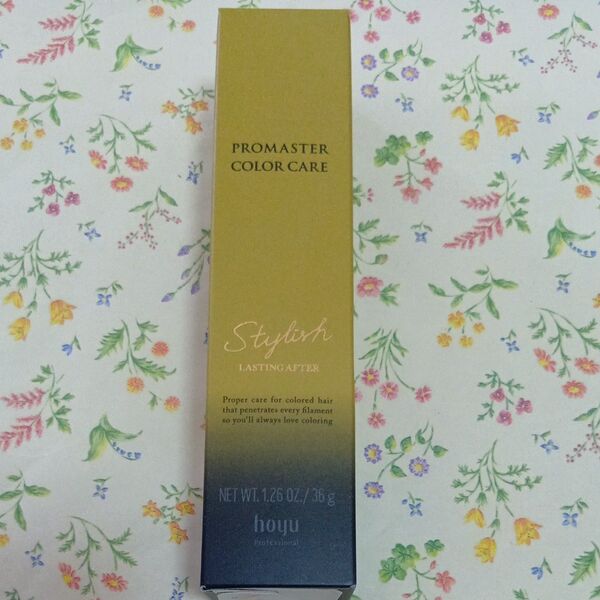 PROMASTER
COLOR CARE
Stylish
LASTING AFTER
Proper care for colored hair
that penetrates every filament
so you'll always love coloring
NET WT. 1.26 OZ./36 g
hoyu
Professional